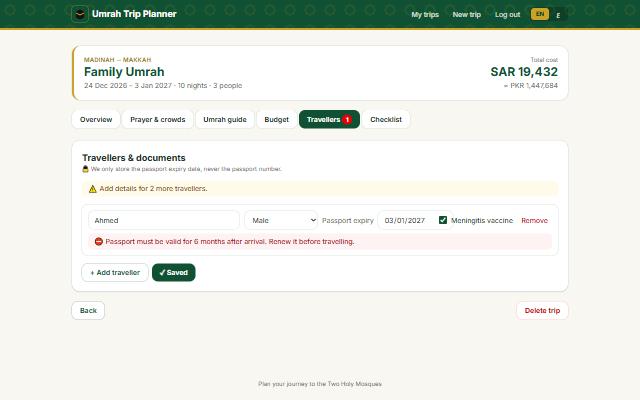 Umrah Trip Planner
My trips
New trip
Log out
EN
MADINAH → MAKKAH
Total cost
Family Umrah
SAR 19,432
24 Dec 2026 – 3 Jan 2027 · 10 nights · 3 people
≈ PKR 1,447,684
Overview
Prayer & crowds
Umrah guide
Budget
Travellers 1
Checklist
Travellers & documents
We only store the passport expiry date, never the passport number.
Add details for 2 more travellers.
Ahmed
Male
Passport expiry
03/01/2027
Meningitis vaccine
Remove
Passport must be valid for 6 months after arrival. Renew it before travelling.
+ Add traveller
✓ Saved
Back
Delete trip
Plan your journey to the Two Holy Mosques